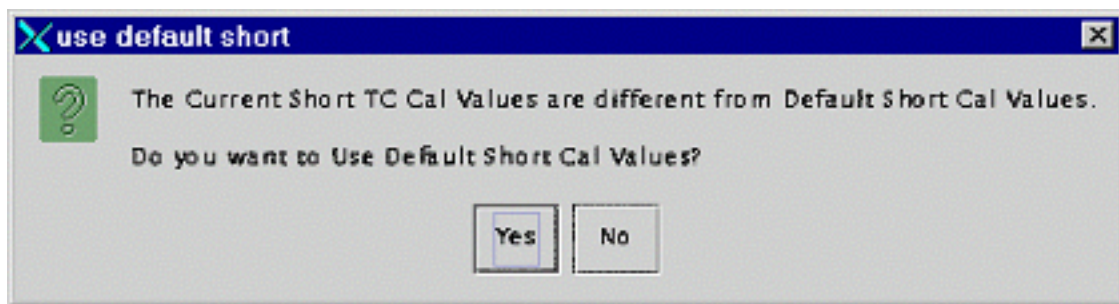 use default short
The Current Short TC Cal Values are different from Default Short Cal Values.
Do you want to Use Default Short Cal Values?
Yes No